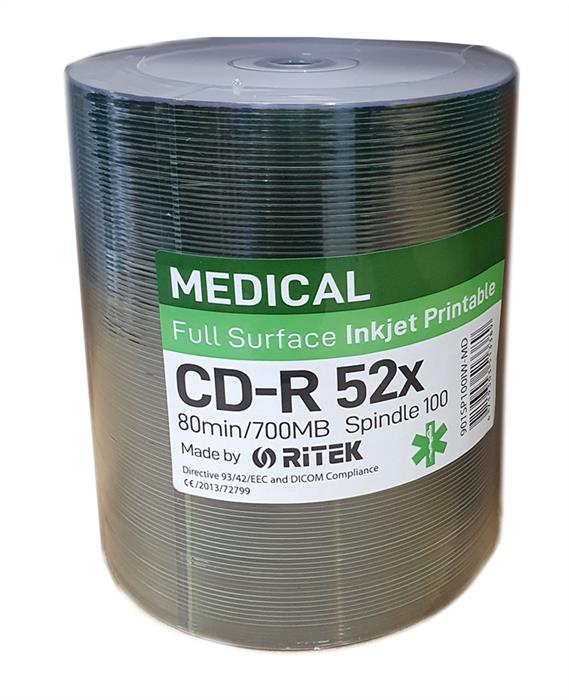 MEDICAL
Full Surface Inkjet Printable
CD-R 52x
80min/700MB Spindle 100
Made by RiTEK
Directive 93/42/EEC and DICOM Compliance
CE/2013/72799
901SP100W-MD